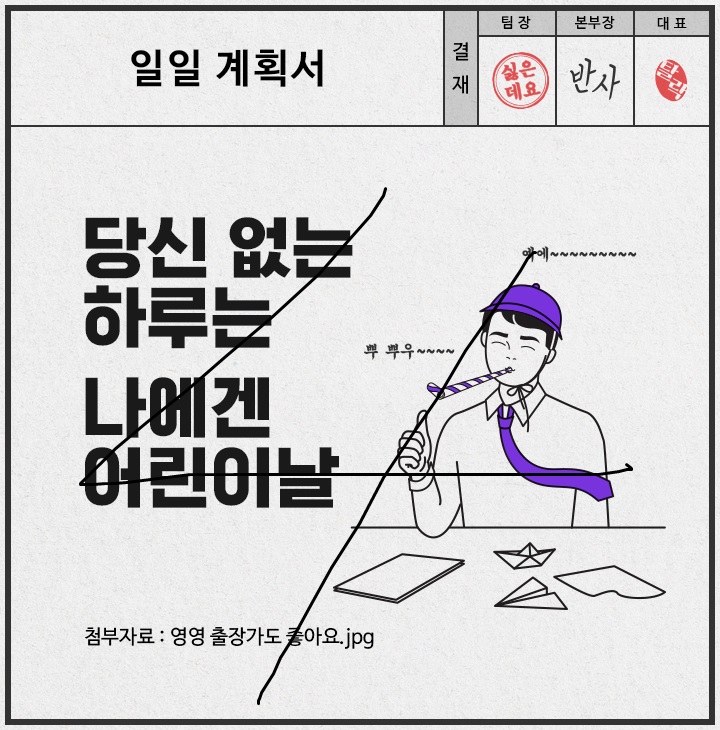 일일 계획서
결재
팀 장
본부장
대 표
싫은데요
반사
당신 없는
하루는
나에겐
어린이날
예에~~~~~~~~~
뿌 뿌우~~~~
첨부자료 : 영영 출장가도 좋아요.jpg